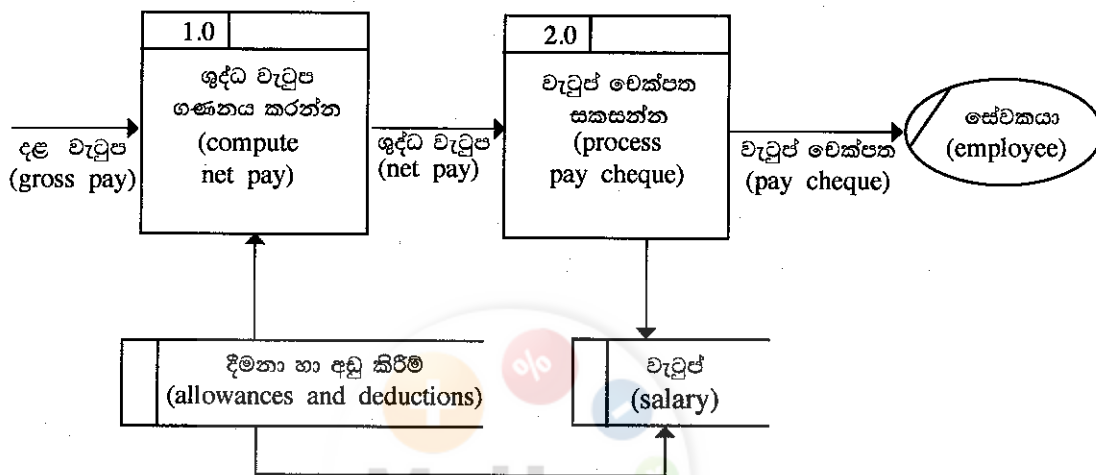 1.0
ශුද්ධ වැටුප
ගණනය කරන්න
(compute
net pay)
2.0
වැටුප් චෙක්පත
සකසන්න
(process
pay cheque)
දළ වැටුප
(gross pay)
ශුද්ධ වැටුප
(net pay)
වැටුප් චෙක්පත
(pay cheque)
සේවකයා
(employee)
දීමනා හා අඩු කිරීම්
(allowances and deductions)
වැටුප්
(salary)
%